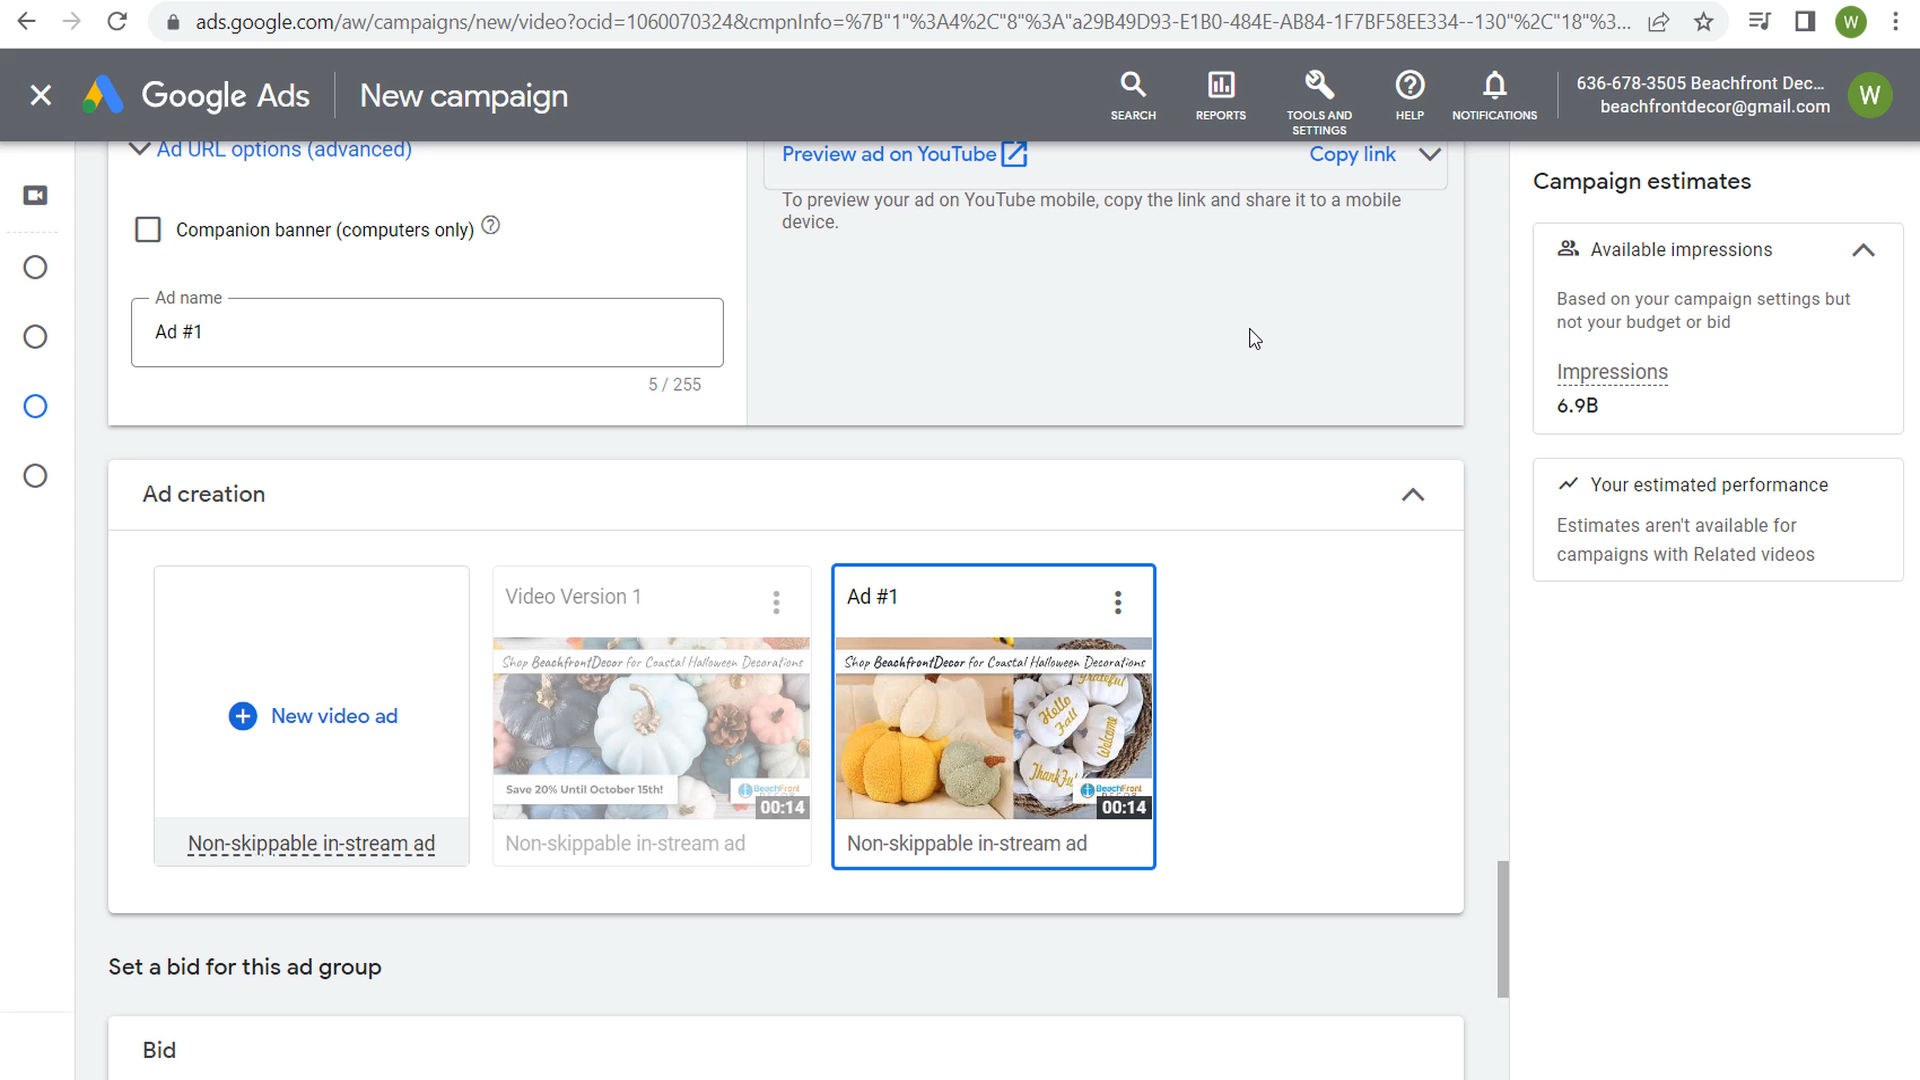 ads.google.com/aw/campaigns/new/video?ocid=1060070324&cmpnInfo=%7B"1"%3A4%2C"8"%3A"a29B49D93-E1B0-484E-AB84-1F7BF58EE334--130"%2C"18"%3...
W
Google Ads
New campaign
SEARCH
REPORTS
TOOLS AND
SETTINGS
HELP
NOTIFICATIONS
636-678-3505 Beachfront Dec...
beachfrontdecor@gmail.com
W
Ad URL options (advanced)
Companion banner (computers only)
Ad name
Ad #1
5 / 255
Preview ad on YouTube
Copy link
To preview your ad on YouTube mobile, copy the link and share it to a mobile
device.
Ad creation
New video ad
Non-skippable in-stream ad
Video Version 1
Shop BeachfrontDecor for Coastal Halloween Decorations
Save 20% Until October 15th!
BeachFront
DECOR
00:14
Non-skippable in-stream ad
Ad #1
Shop BeachfrontDecor for Coastal Halloween Decorations
Grateful
Hello
Fall
Welcome
Thankful
BeachFront
00:14
Non-skippable in-stream ad
Set a bid for this ad group
Bid
Campaign estimates
Available impressions
Based on your campaign settings but
not your budget or bid
Impressions
6.9B
Your estimated performance
Estimates aren't available for
campaigns with Related videos